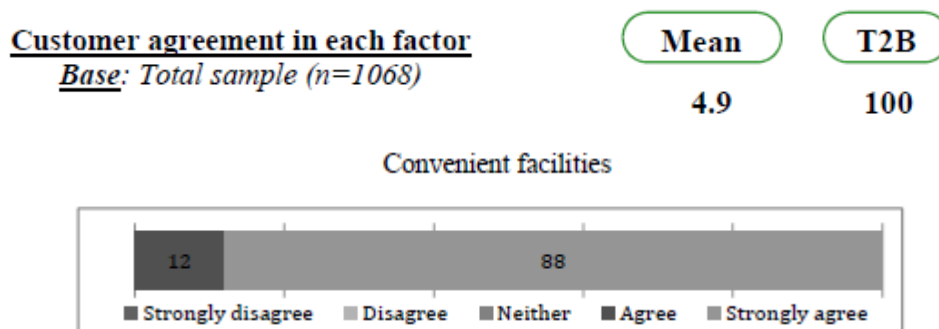 Customer agreement in each factor
Mean
T2B
Base: Total sample (n=1068)
4.9
100
Convenient facilities
12
88
Strongly disagree
Disagree
Neither
Agree
Strongly agree